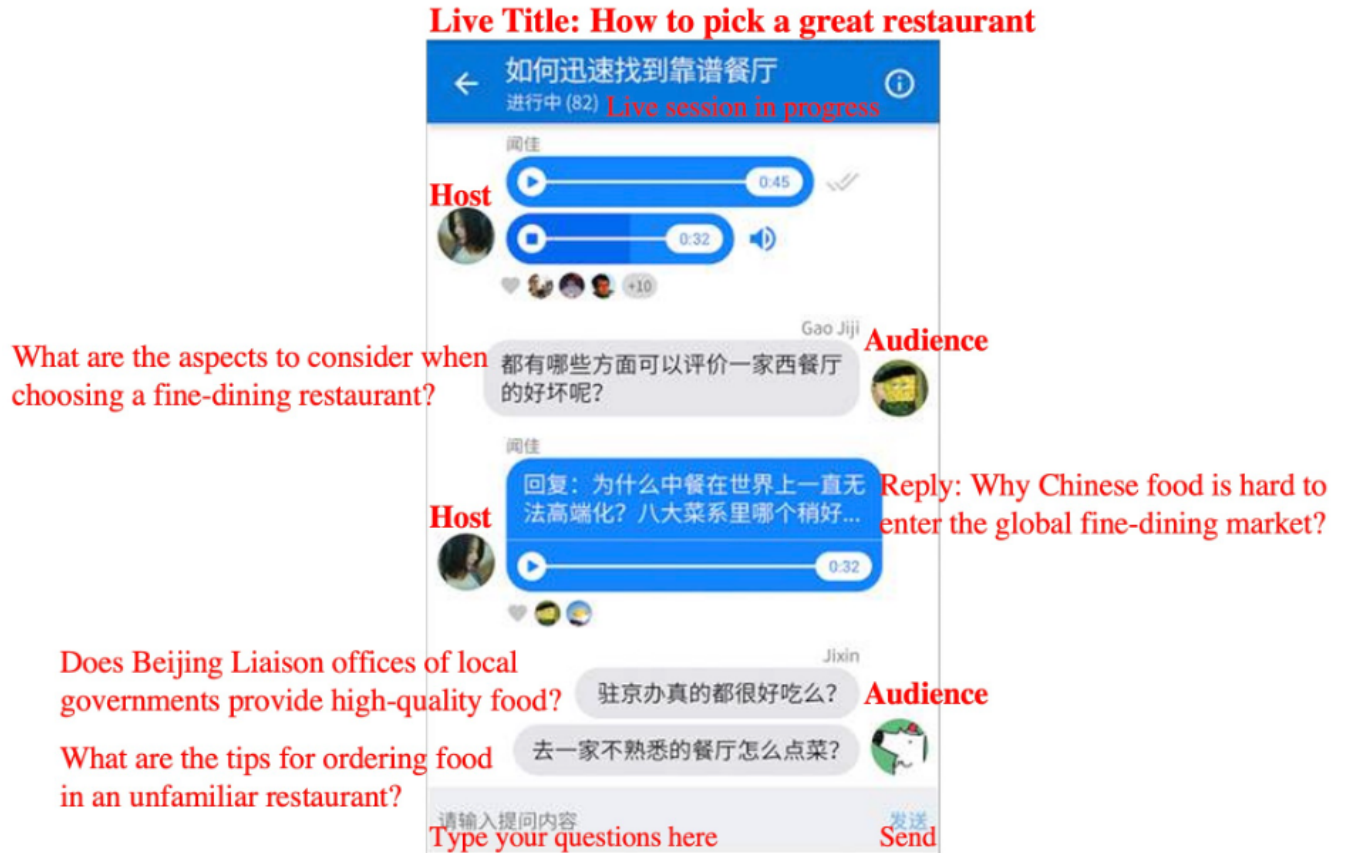 Live Title: How to pick a great restaurant
如何迅速找到靠谱餐厅
进行中 (82)
Live session in progress
闻佳
0:45
Host
0:32
+10
Gao Jiji
Audience
What are the aspects to consider when
choosing a fine-dining restaurant?
都有哪些方面可以评价一家西餐厅
的好坏呢？
闻佳
Host
回复：为什么中餐在世界上一直无
法高端化？八大菜系里哪个稍好...
Reply: Why Chinese food is hard to
enter the global fine-dining market?
0:32
Jixin
Does Beijing Liaison offices of local
governments provide high-quality food?
驻京办真的都很好吃么？
Audience
What are the tips for ordering food
in an unfamiliar restaurant?
去一家不熟悉的餐厅怎么点菜？
请输入提问内容
发送
Type your questions here
Send